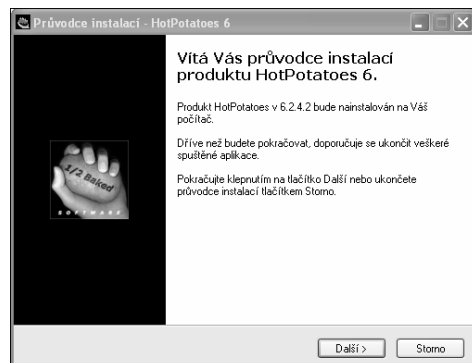 Průvodce instalací - HotPotatoes 6
Vítá Vás průvodce instalací
produktu HotPotatoes 6.
Produkt HotPotatoes v 6.2.4.2 bude nainstalován na Váš
počítač.
Dříve než budete pokračovat, doporučuje se ukončit veškeré
spuštěné aplikace.
Pokračujte klepnutím na tlačítko Další nebo ukončete
průvodce instalací tlačítkem Storno.
1/2 Baked
SOFTWARE
Další >
Storno